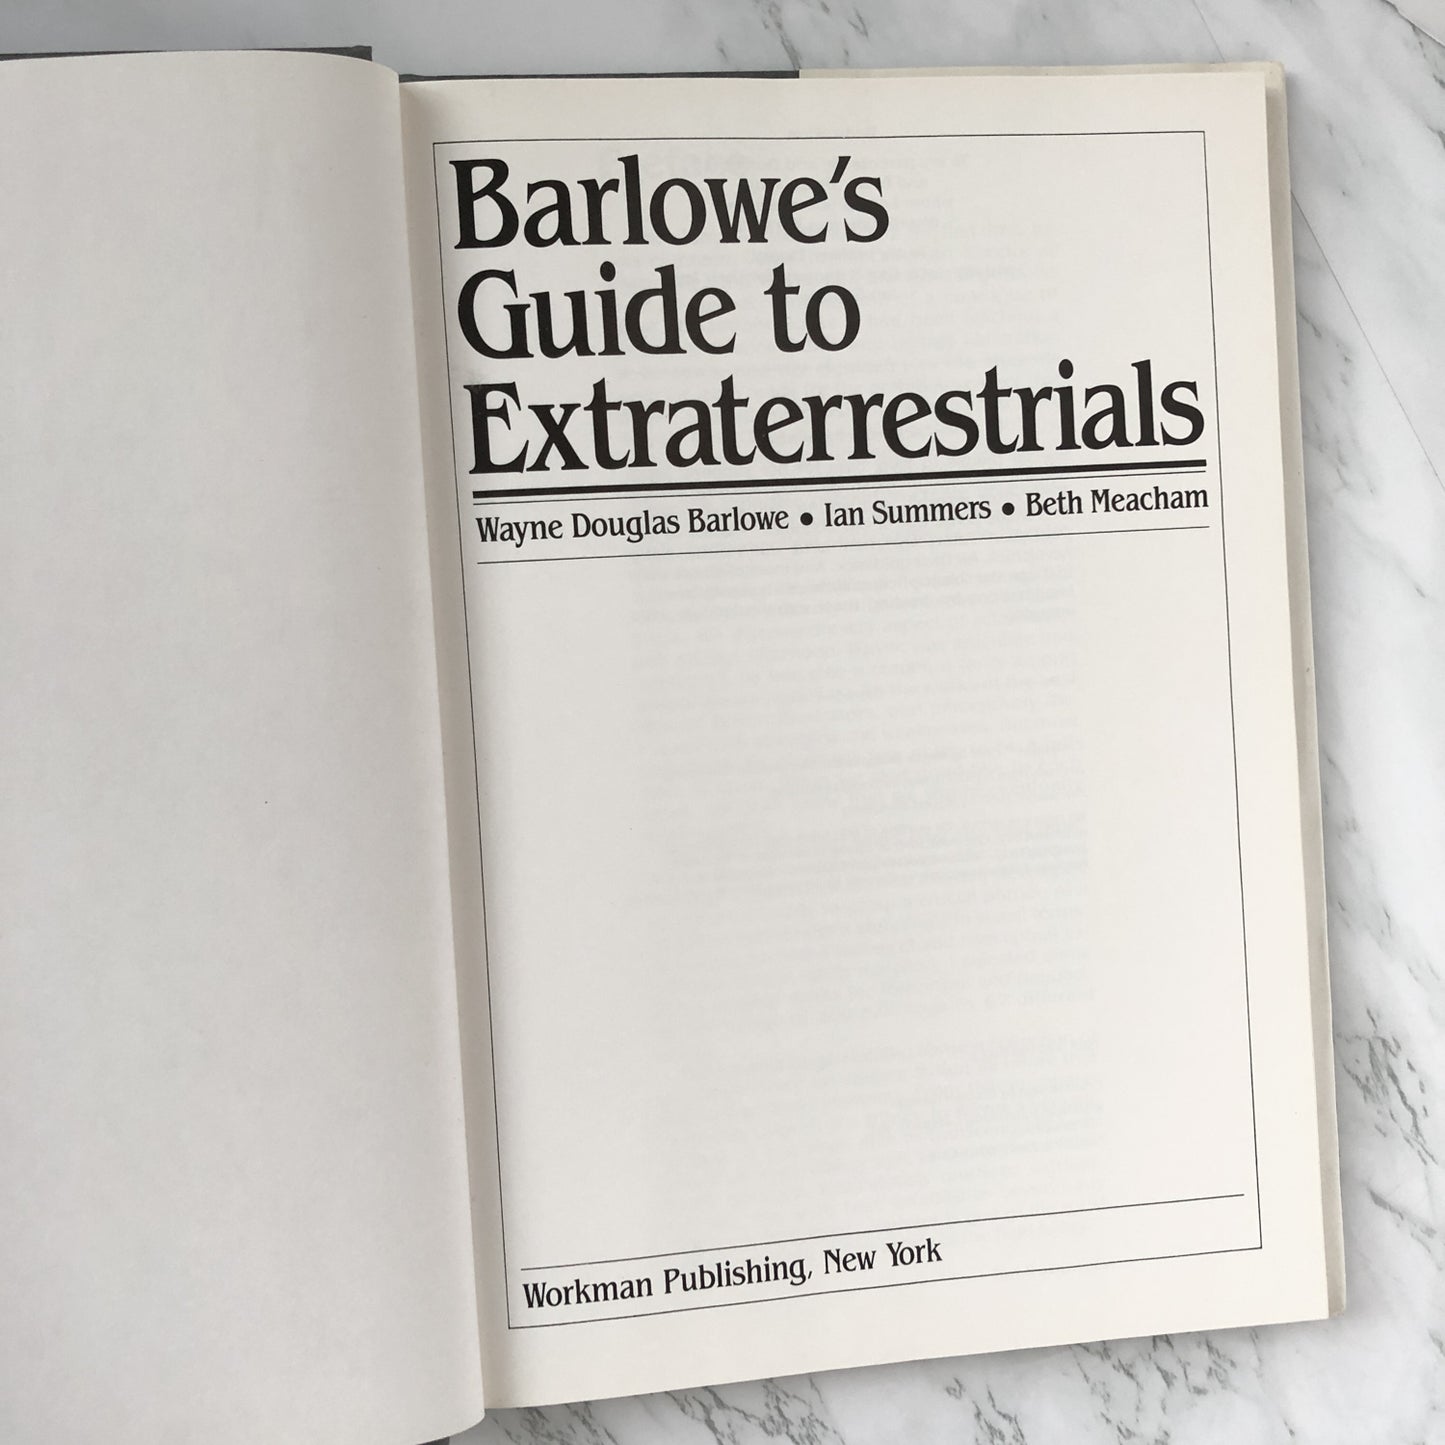 Barlowe's
Guide to
Extraterrestrials
Wayne Douglas Barlowe • Ian Summers • Beth Meacham
Workman Publishing, New York